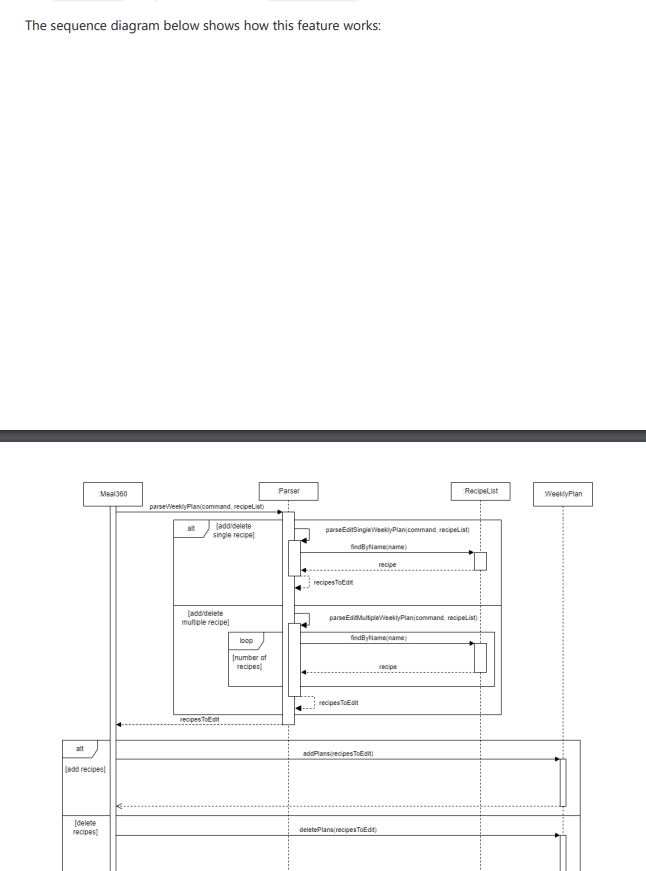 The sequence diagram below shows how this feature works:
:Meal360
:Parser
:RecipeList
:WeeklyPlan
parseWeeklyPlan(command, recipeList)
alt
[add/delete
single recipe]
parseEditSingleWeeklyPlan(command, recipeList)
findByName(name)
recipe
recipesToEdit
[add/delete
multiple recipe]
parseEditMultipleWeeklyPlan(command, recipeList)
loop
findByName(name)
[number of
recipes]
recipe
recipesToEdit
recipesToEdit
alt
addPlans(recipesToEdit)
[add recipes]
[delete
recipes]
deletePlans(recipesToEdit)